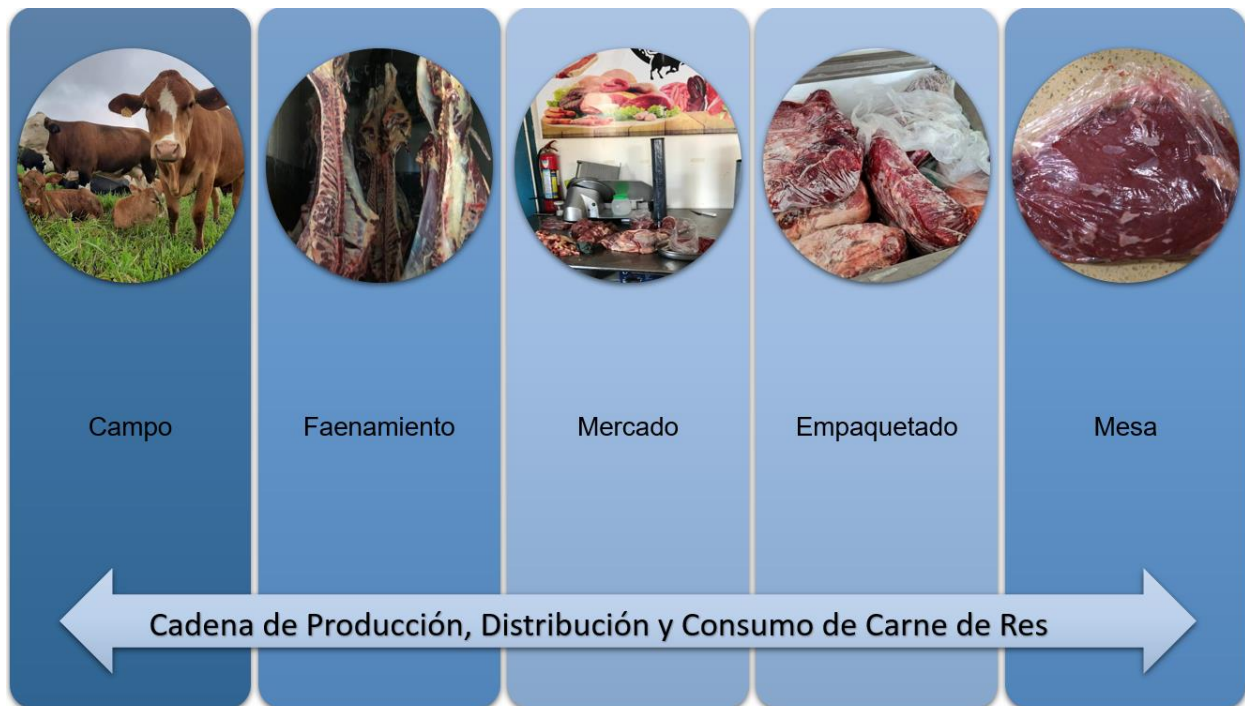 Campo
Faenamiento
Mercado
Empaquetado
Mesa
Cadena de Producción, Distribución y Consumo de Carne de Res